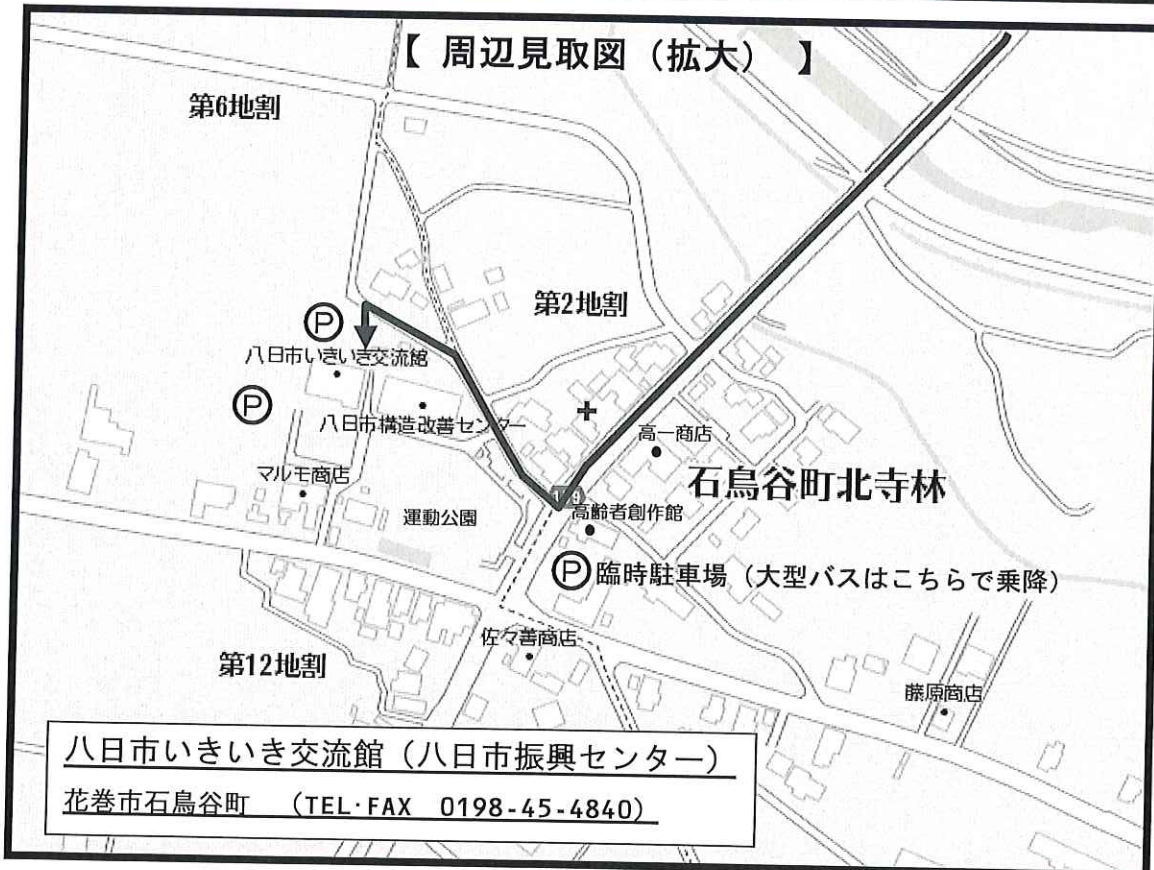 【 周辺見取図（拡大） 】
第6地割
第2地割
Ⓟ
八日市いきいき交流館
Ⓟ
八日市構造改善センター
高一商店
石鳥谷町北寺林
マルモ商店
運動公園
高齢者創作館
Ⓟ 臨時駐車場（大型バスはこちらで乗降）
佐々善商店
第12地割
藤原商店
八日市いきいき交流館（八日市振興センター）
花巻市石鳥谷町 （TEL･FAX 0198-45-4840）